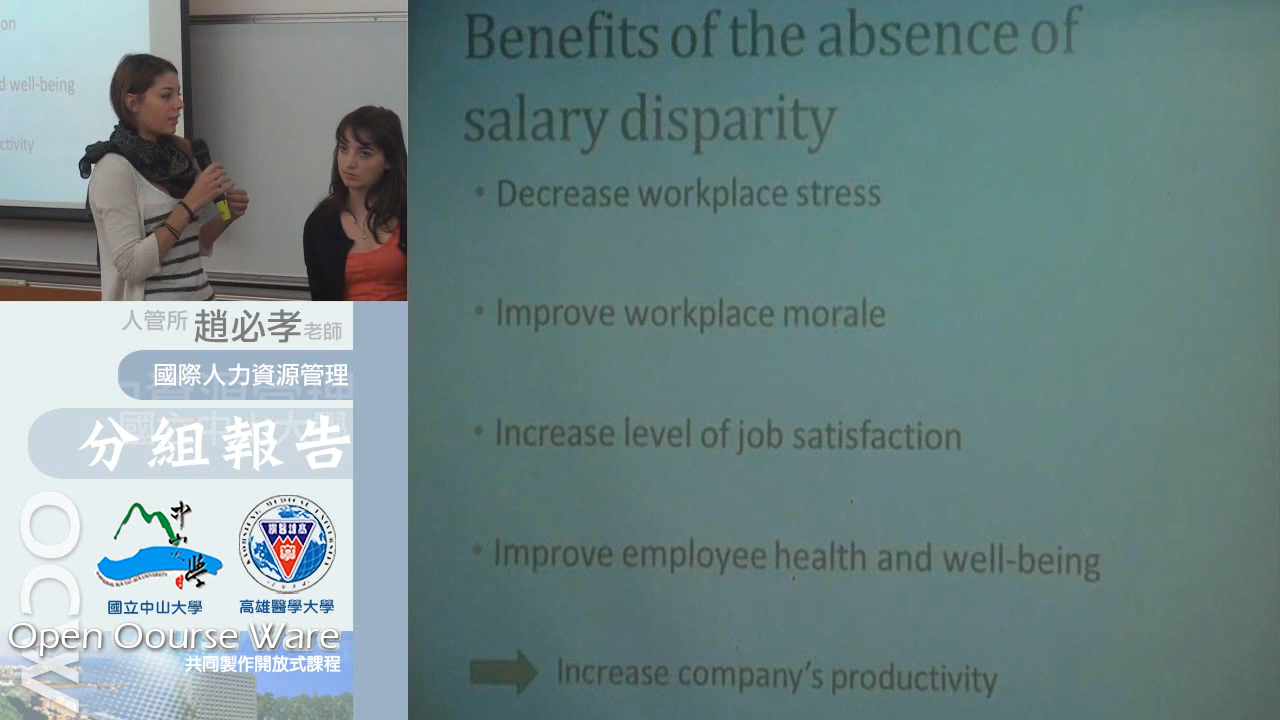 on
d well-being
ctivity
人管所 趙必孝老師
國際人力資源管理
分組報告
OCW
國立中山大學
高雄醫學大學
Open Oourse Ware
共同製作開放式課程
Benefits of the absence of
salary disparity
• Decrease workplace stress
• Improve workplace morale
• Increase level of job satisfaction
• Improve employee health and well-being
Increase company's productivity